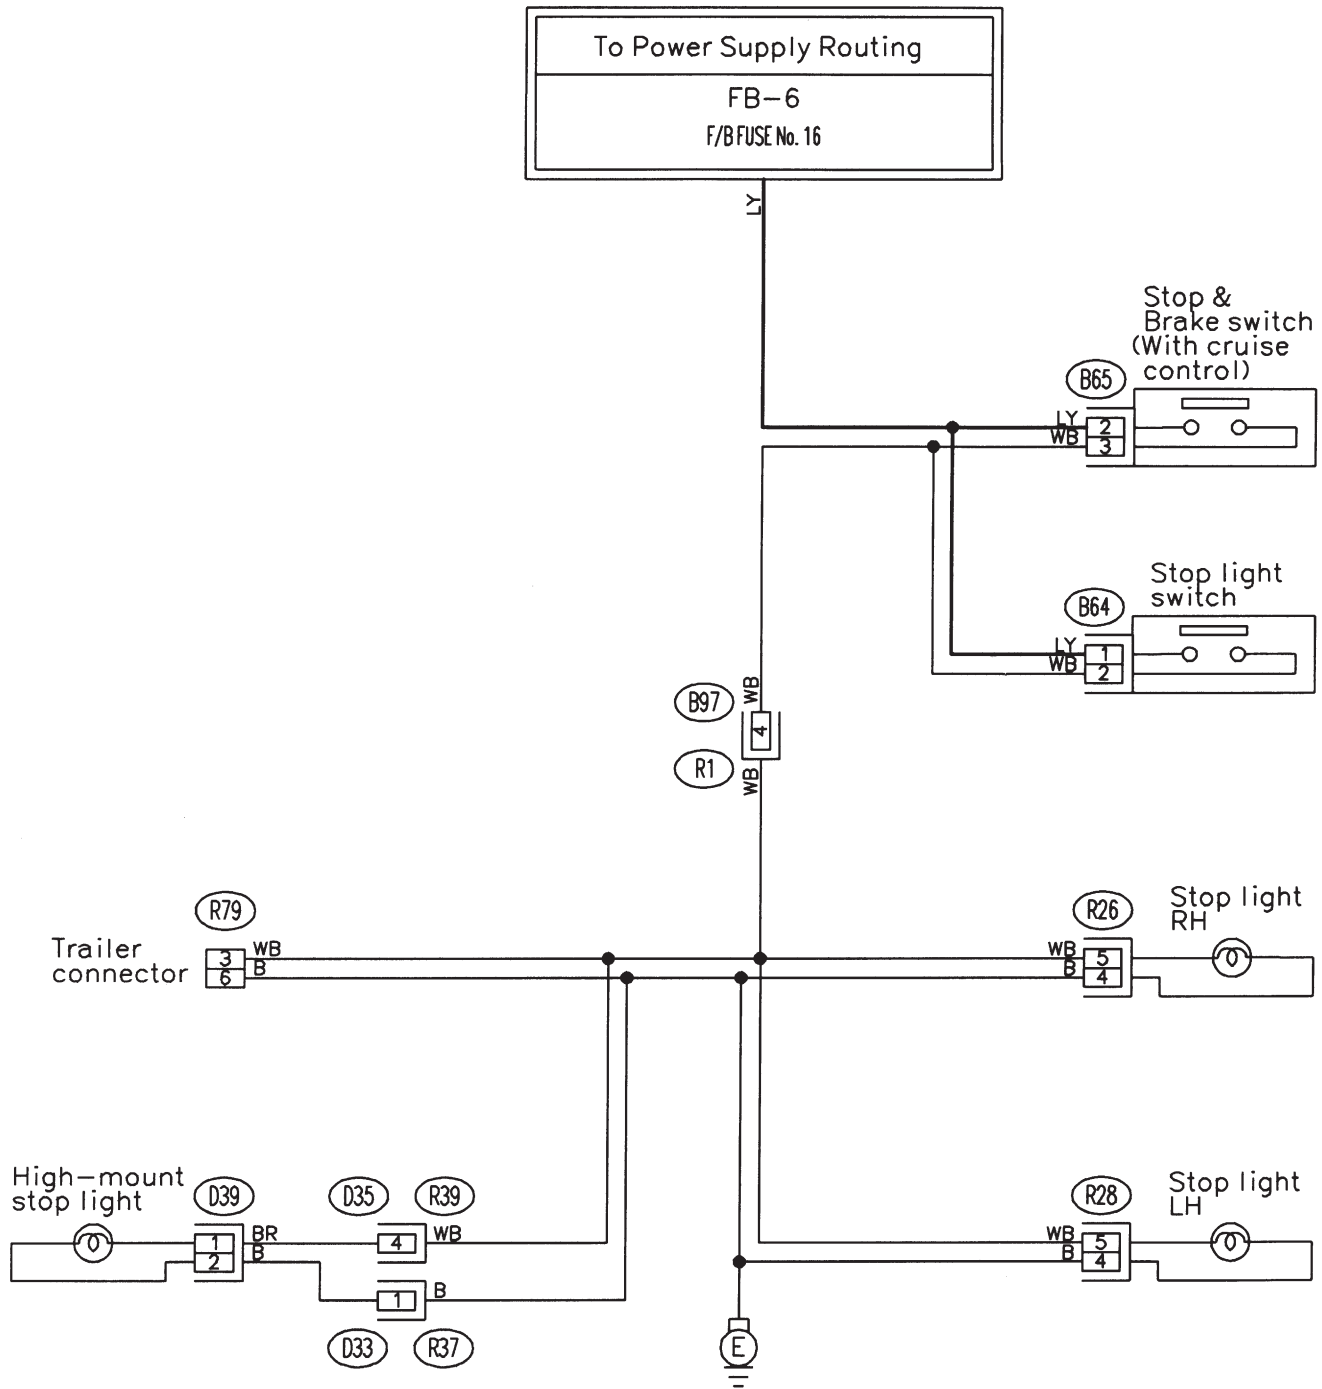 To Power Supply Routing
FB-6
F/B FUSE No. 16
LY
Stop &
Brake switch
(With cruise
control)
B65
LY
2
WB
3
Stop light
switch
B64
LY
1
WB
2
B97
WB
4
R1
WB
R79
Trailer
connector
3
WB
6
B
R26
Stop light
RH
WB
5
B
4
High-mount
stop light
D39
1
BR
2
B
D35
R39
4
WB
1
B
D33
R37
R28
Stop light
LH
WB
5
B
4
E